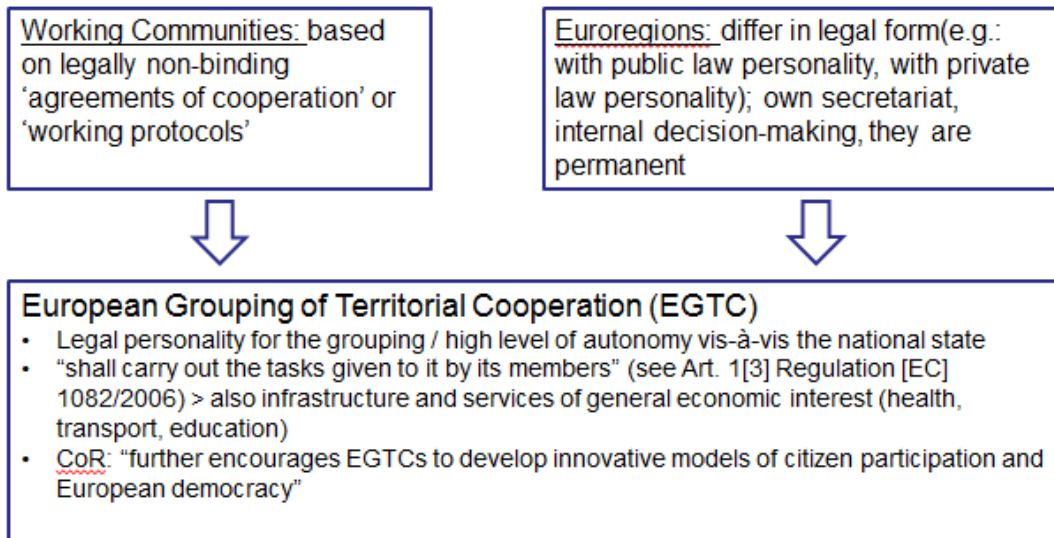 Working Communities: based
on legally non-binding
‘agreements of cooperation’ or
‘working protocols’
Euroregions: differ in legal form(e.g.:
with public law personality, with private
law personality); own secretariat,
internal decision-making, they are
permanent
European Grouping of Territorial Cooperation (EGTC)
• Legal personality for the grouping / high level of autonomy vis-à-vis the national state
• “shall carry out the tasks given to it by its members” (see Art. 1[3] Regulation [EC]
1082/2006) > also infrastructure and services of general economic interest (health,
transport, education)
• CoR: “further encourages EGTCs to develop innovative models of citizen participation and
European democracy”